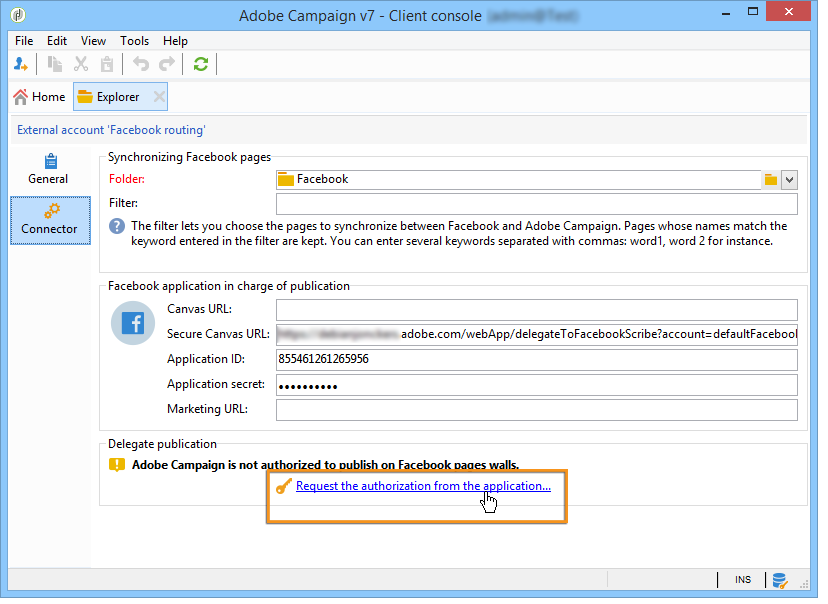 Adobe Campaign v7 - Client console
File Edit View Tools Help
Home Explorer
External account 'Facebook routing'
General
Connector
Synchronizing Facebook pages
Folder: Facebook
Filter:
The filter lets you choose the pages to synchronize between Facebook and Adobe Campaign. Pages whose names match the
keyword entered in the filter are kept. You can enter several keywords separated with commas: word1, word 2 for instance.
Facebook application in charge of publication
Canvas URL:
Secure Canvas URL: .adobe.com/webApp/delegateToFacebookScribe?account=defaultFacebool
Application ID: 855461261265956
Application secret: ●●●●●●●●●●
Marketing URL:
Delegate publication
Adobe Campaign is not authorized to publish on Facebook pages walls.
Request the authorization from the application...
INS